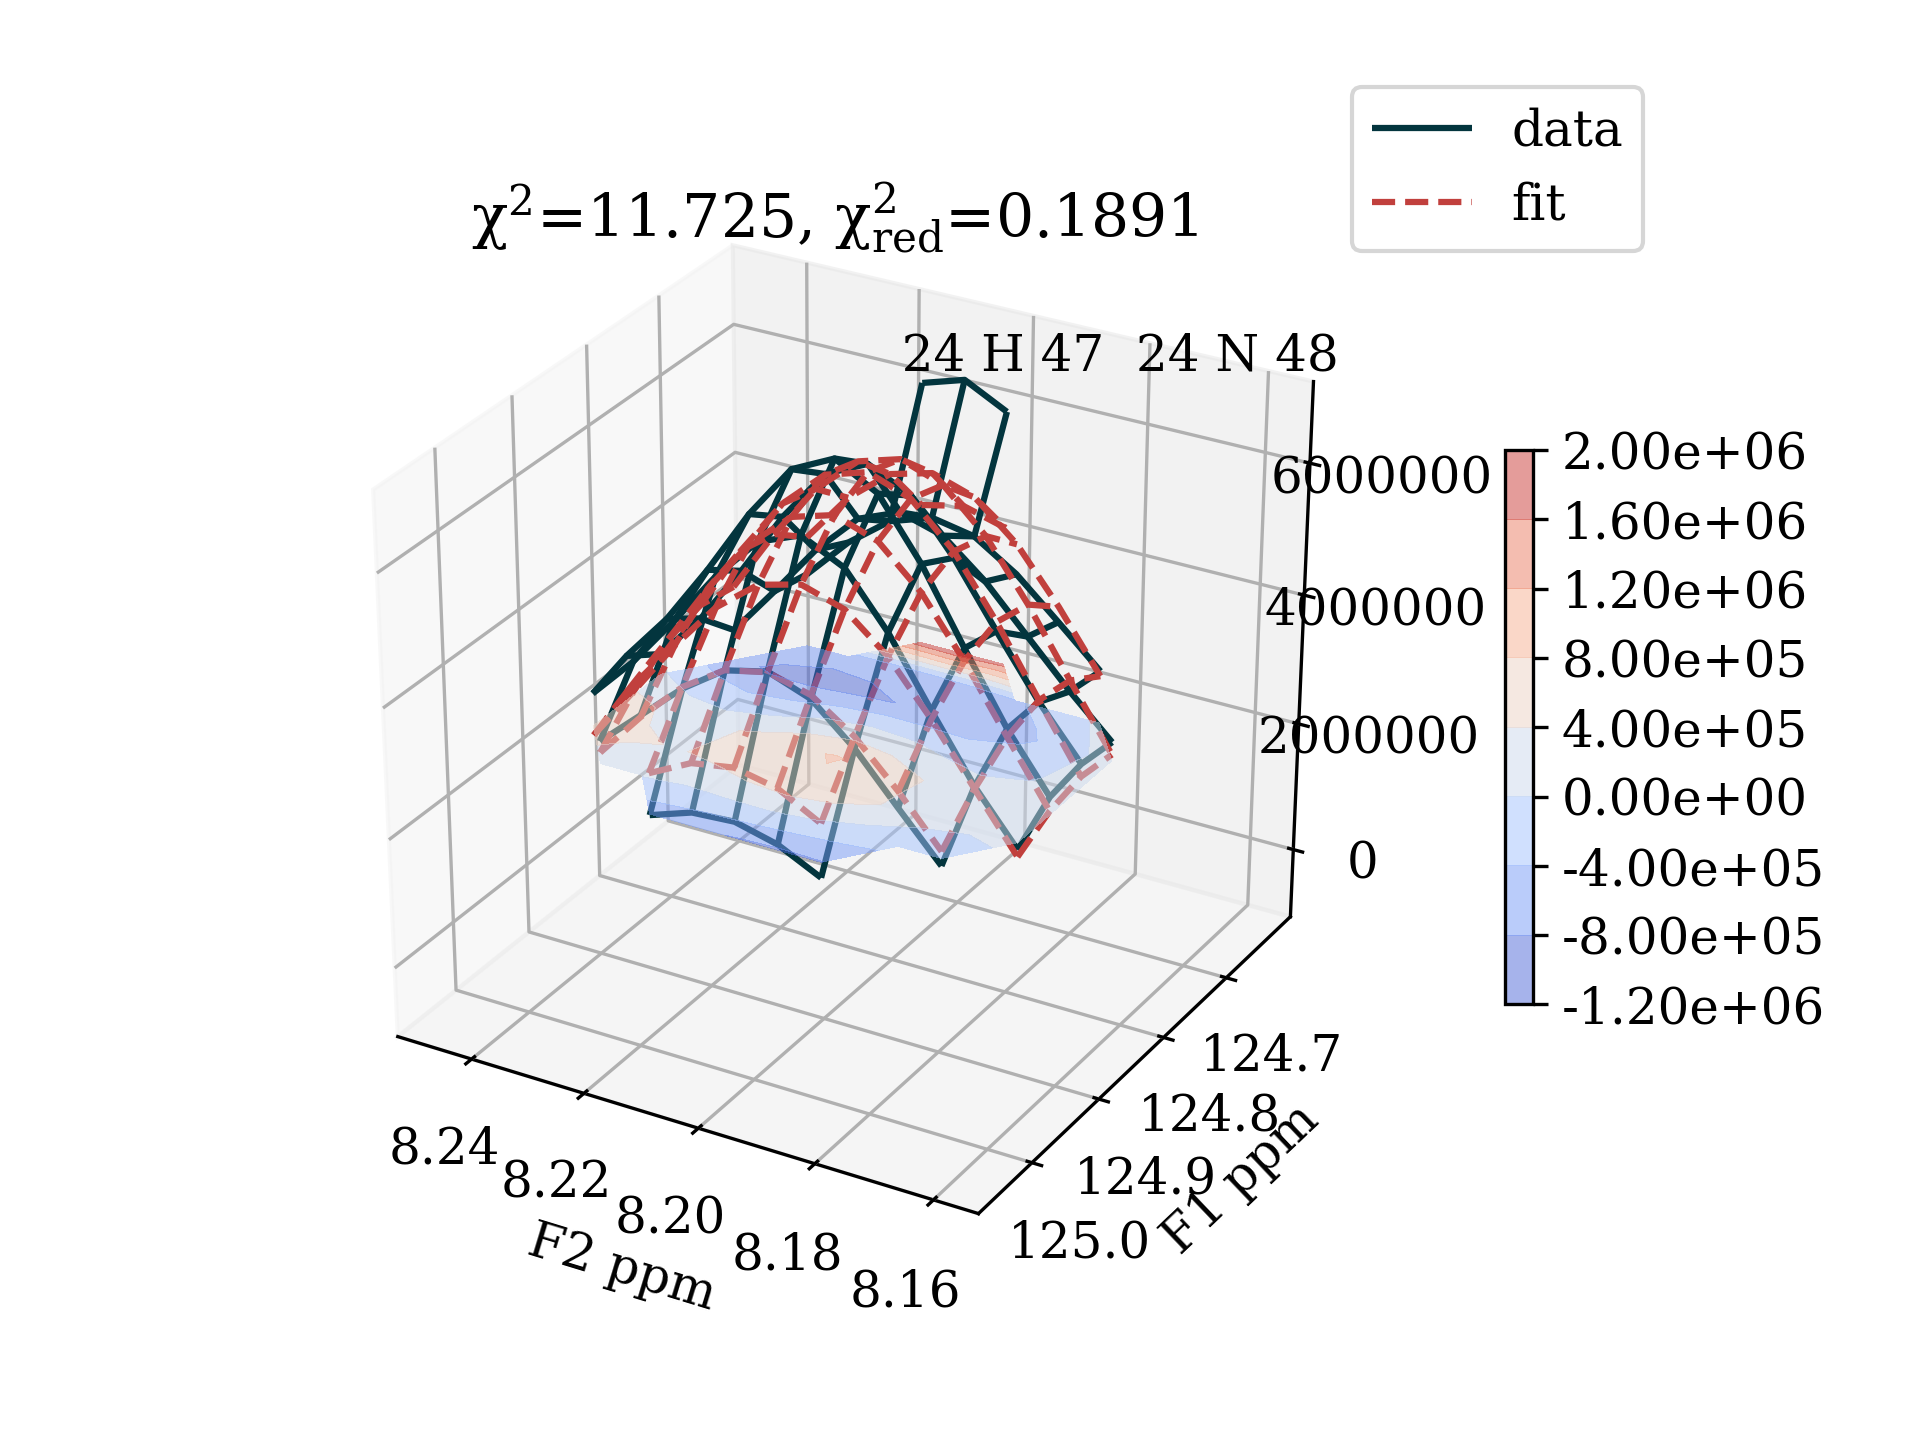 data
fit
χ²=11.725, χ²red=0.1891
24 H 47 24 N 48
6000000
4000000
2000000
0
2.00e+06
1.60e+06
1.20e+06
8.00e+05
4.00e+05
0.00e+00
-4.00e+05
-8.00e+05
-1.20e+06
124.7
124.8
124.9
125.0
F1 ppm
8.24
8.22
8.20
8.18
8.16
F2 ppm